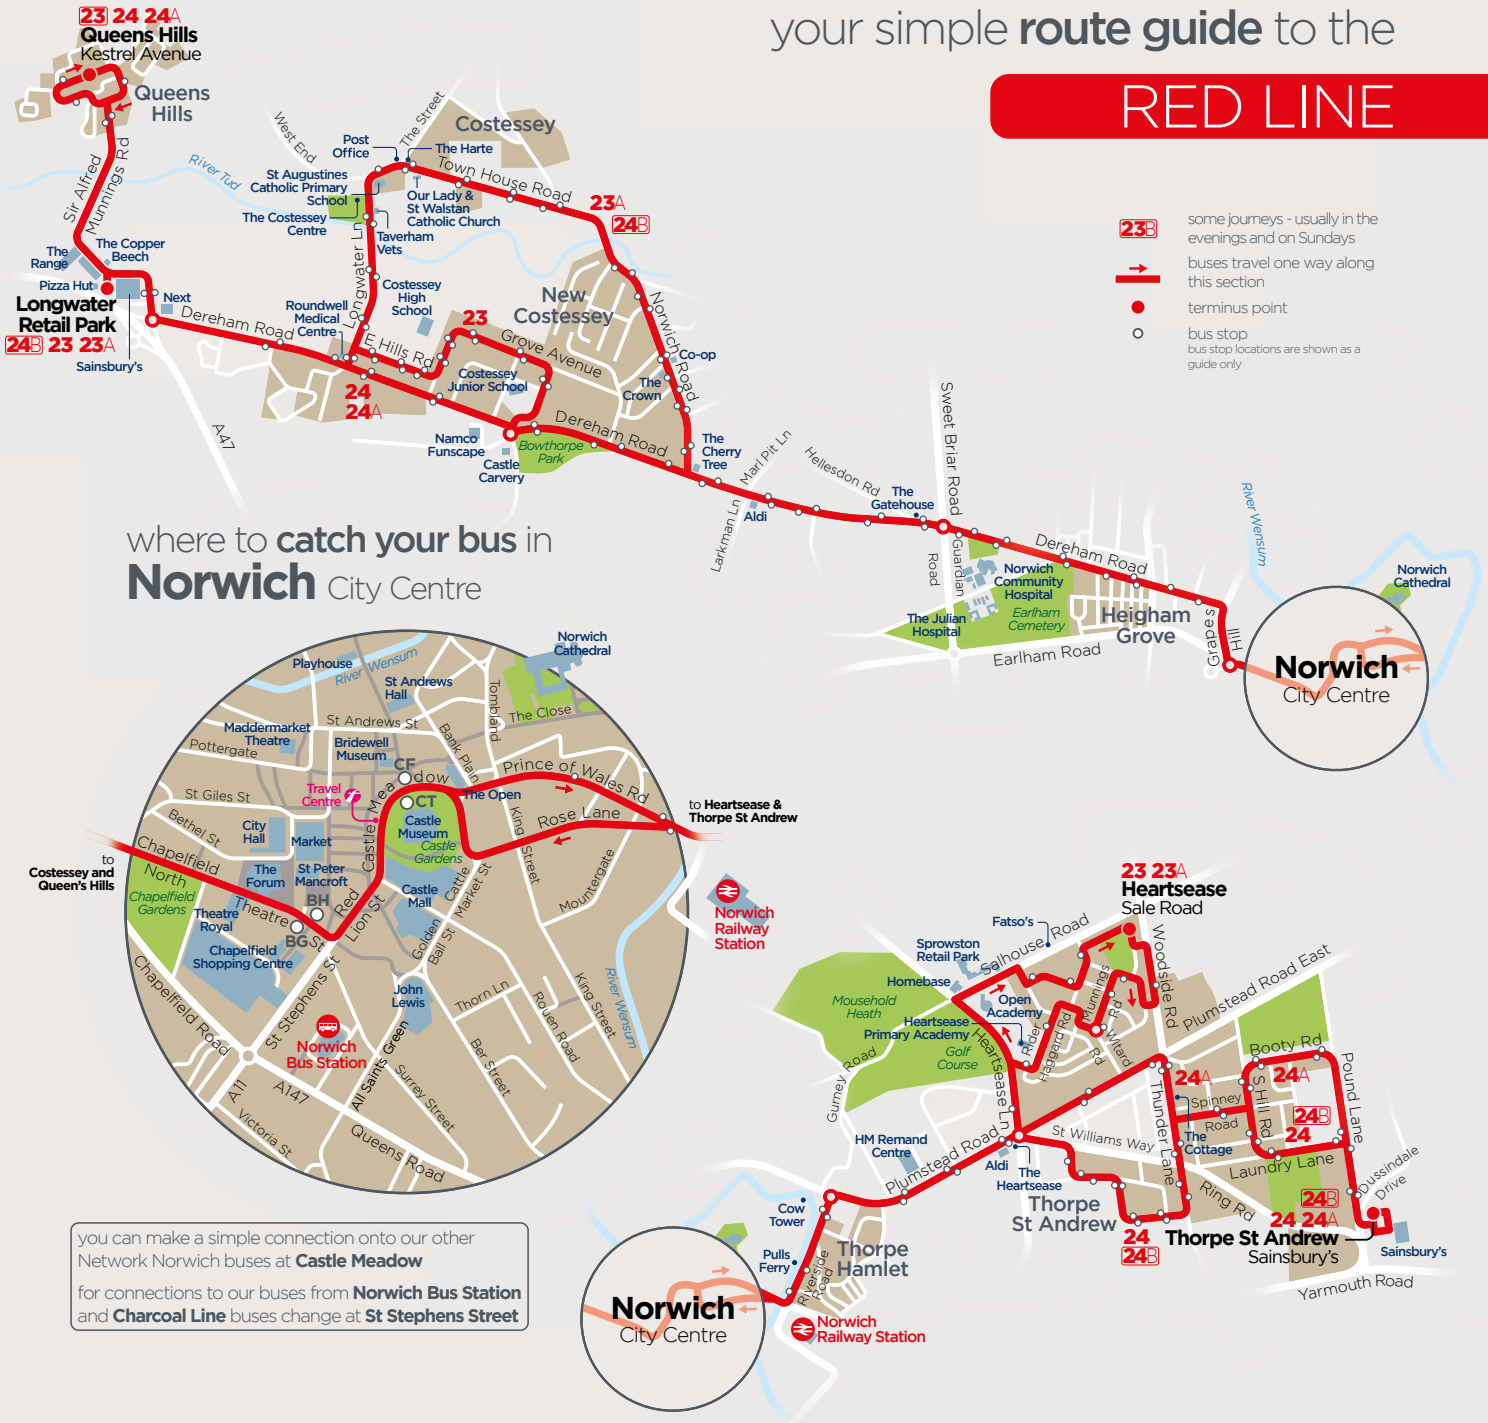 your simple route guide to the
RED LINE
23B
some journeys - usually in the
evenings and on Sundays
buses travel one way along
this section
terminus point
bus stop
bus stop locations are shown as a
guide only
23 24 24A
Queens Hills
Kestrel Avenue
Queens
Hills
Sir Alfred
Munnings Rd
River Tud
West End
The Street
Costessey
Post
Office
The Harte
Town House Road
St Augustines
Catholic Primary
School
Our Lady &
St Walstan
Catholic Church
The Costessey
Centre
Taverham
Vets
23A
24B
The
Range
The Copper
Beech
Pizza Hut
Longwater
Retail Park
24B 23 23A
Next
Sainsbury's
Dereham Road
Roundwell
Medical
Centre
Longwater Ln
Costessey
High
School
New
Costessey
23
E Hills Rd
Grove Avenue
Norwich Road
Co-op
Costessey
Junior School
The
Crown
24
24A
A47
Namco
Funscape
Castle
Carvery
Bowthorpe
Park
Dereham Road
The
Cherry
Tree
Marl Pit Ln
Larkman Ln
Aldi
Hellesdon Rd
The
Gatehouse
Sweet Briar Road
Guardian
Road
Dereham Road
Norwich
Community
Hospital
The Julian
Hospital
Earlham
Cemetery
Heigham
Grove
Earlham Road
Grapes
Hill
River Wensum
Norwich
Cathedral
Norwich
City Centre
where to catch your bus in
Norwich City Centre
Playhouse
River Wensum
Norwich
Cathedral
St Andrews
Hall
Tombland
The Close
Maddermarket
Theatre
St Andrews St
Pottergate
Bridewell
Museum
Bank Plain
CF
Castle Meadow
CT
Prince of Wales Rd
The Open
Travel
Centre
St Giles St
Bethel St
City
Hall
Market
Castle
Museum
Castle
Gardens
King Street
Rose Lane
to Heartsease &
Thorpe St Andrew
to
Costessey and
Queen's Hills
Chapelfield
North
Chapelfield
Gardens
The
Forum
St Peter
Mancroft
BH
Red
Lion St
Castle
Mall
Cattle
Market St
Mountergate
Theatre
Royal
Theatre St
BG
Chapelfield
Shopping Centre
Golden
Ball St
Norwich
Railway
Station
Chapelfield Road
St Stephens St
John
Lewis
Thorn Ln
Rouen Road
King Street
River Wensum
Norwich
Bus Station
All Saints Green
Ber Street
Surrey Street
A11
A147
Victoria St
Queens Road
you can make a simple connection onto our other
Network Norwich buses at Castle Meadow
for connections to our buses from Norwich Bus Station
and Charcoal Line buses change at St Stephens Street
23 23A
Heartsease
Sale Road
Fatso's
Sprowston
Retail Park
Salhouse Road
Woodside Rd
Homebase
Plumstead Road East
Mousehold
Heath
Open
Academy
Munnings
Rd
Heartsease
Primary Academy
Golf
Course
Heartsease Ln
Rider
Haggard Rd
Witard
Rd
Gurney Road
Booty Rd
24A
24A
Pound Lane
Spinney
Road
S Hill Rd
24B
24
The
Cottage
Laundry Lane
St Williams Way
Thunder Lane
HM Remand
Centre
Plumstead Road
Aldi
The
Heartsease
Ring Rd
Dussindale
Drive
Thorpe
St Andrew
24
24B
24B
24 24A
Thorpe St Andrew
Sainsbury's
Sainsbury's
Yarmouth Road
Cow
Tower
Pulls
Ferry
Riverside
Road
Thorpe
Hamlet
Norwich
City Centre
Norwich
Railway Station